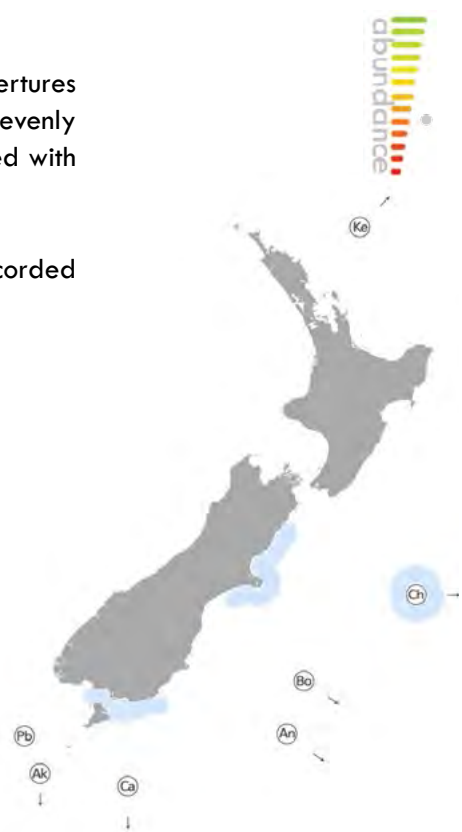 ertures
evenly
ed with
corded
abundance
Ke
Ch
Bo
An
Pb
Ak
Ca